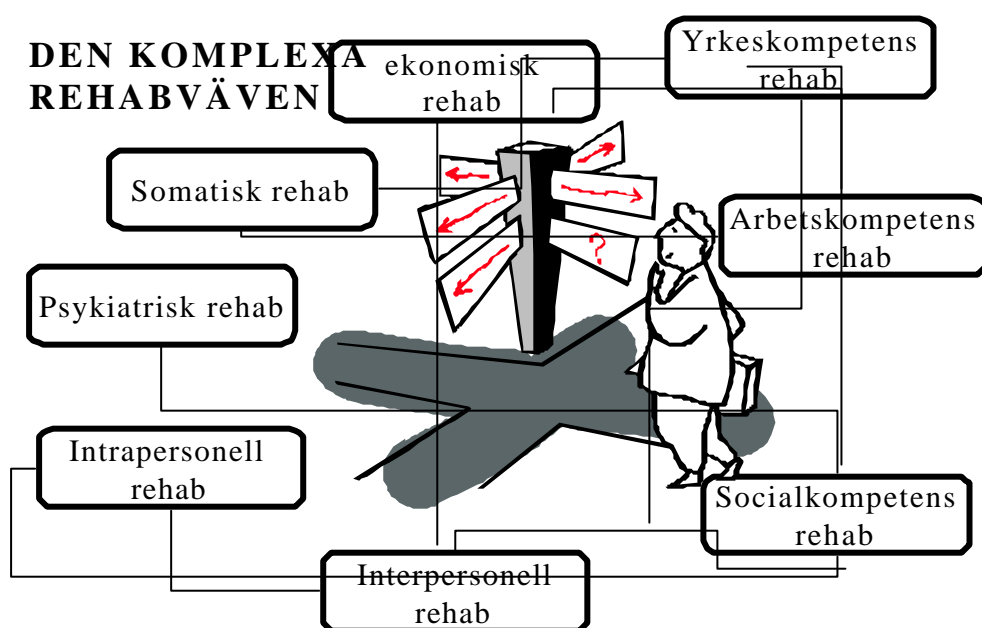 DEN KOMPLEXA
REHABVÄVEN
ekonomisk
rehab
Yrkeskompetens
rehab
Somatisk rehab
Arbetskompetens
rehab
?
Psykiatrisk rehab
Intrapersonell
rehab
Socialkompetens
rehab
Interpersonell
rehab